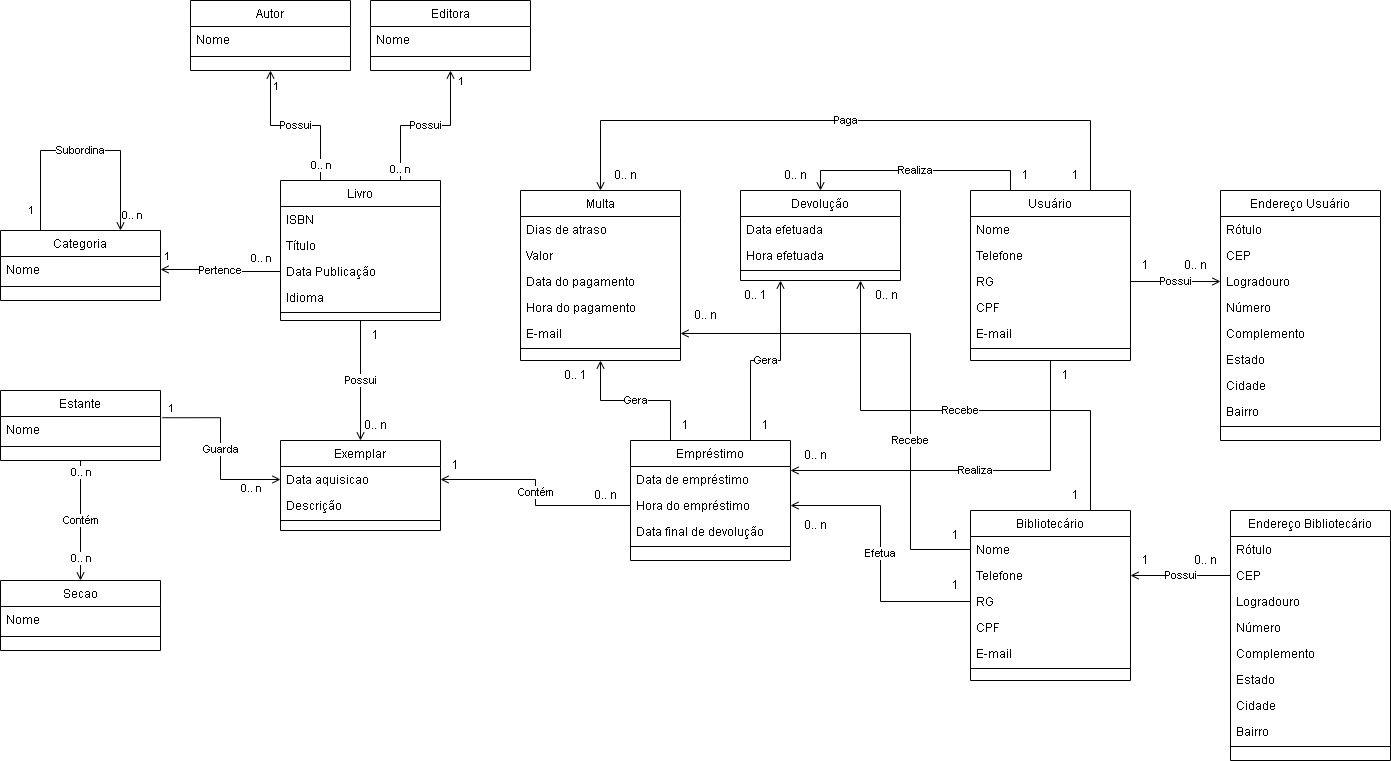 Autor
Nome
Editora
Nome
1
1
Possui
Possui
0.. n
0.. n
Subordina
1
0.. n
Categoria
Nome
1
Pertence
0.. n
Livro
ISBN
Título
Data Publicação
Idioma
1
Possui
0.. n
Estante
Nome
1
Guarda
0.. n
0.. n
Contém
0.. n
Secao
Nome
Exemplar
Data aquisicao
Descrição
1
Contém
0.. n
Paga
0.. n
1
Realiza
0.. n
1
Multa
Dias de atraso
Valor
Data do pagamento
Hora do pagamento
E-mail
0.. n
0.. 1
Gera
1
Devolução
Data efetuada
Hora efetuada
0.. 1
0.. n
Gera
1
Recebe
Recebe
Usuário
Nome
Telefone
RG
CPF
E-mail
1
0.. n
Possui
Endereço Usuário
Rótulo
CEP
Logradouro
Número
Complemento
Estado
Cidade
Bairro
1
Realiza
0.. n
Empréstimo
Data de empréstimo
Hora do empréstimo
Data final de devolução
0.. n
Efetua
1
1
1
Bibliotecário
Nome
Telefone
RG
CPF
E-mail
1
Possui
0.. n
Endereço Bibliotecário
Rótulo
CEP
Logradouro
Número
Complemento
Estado
Cidade
Bairro